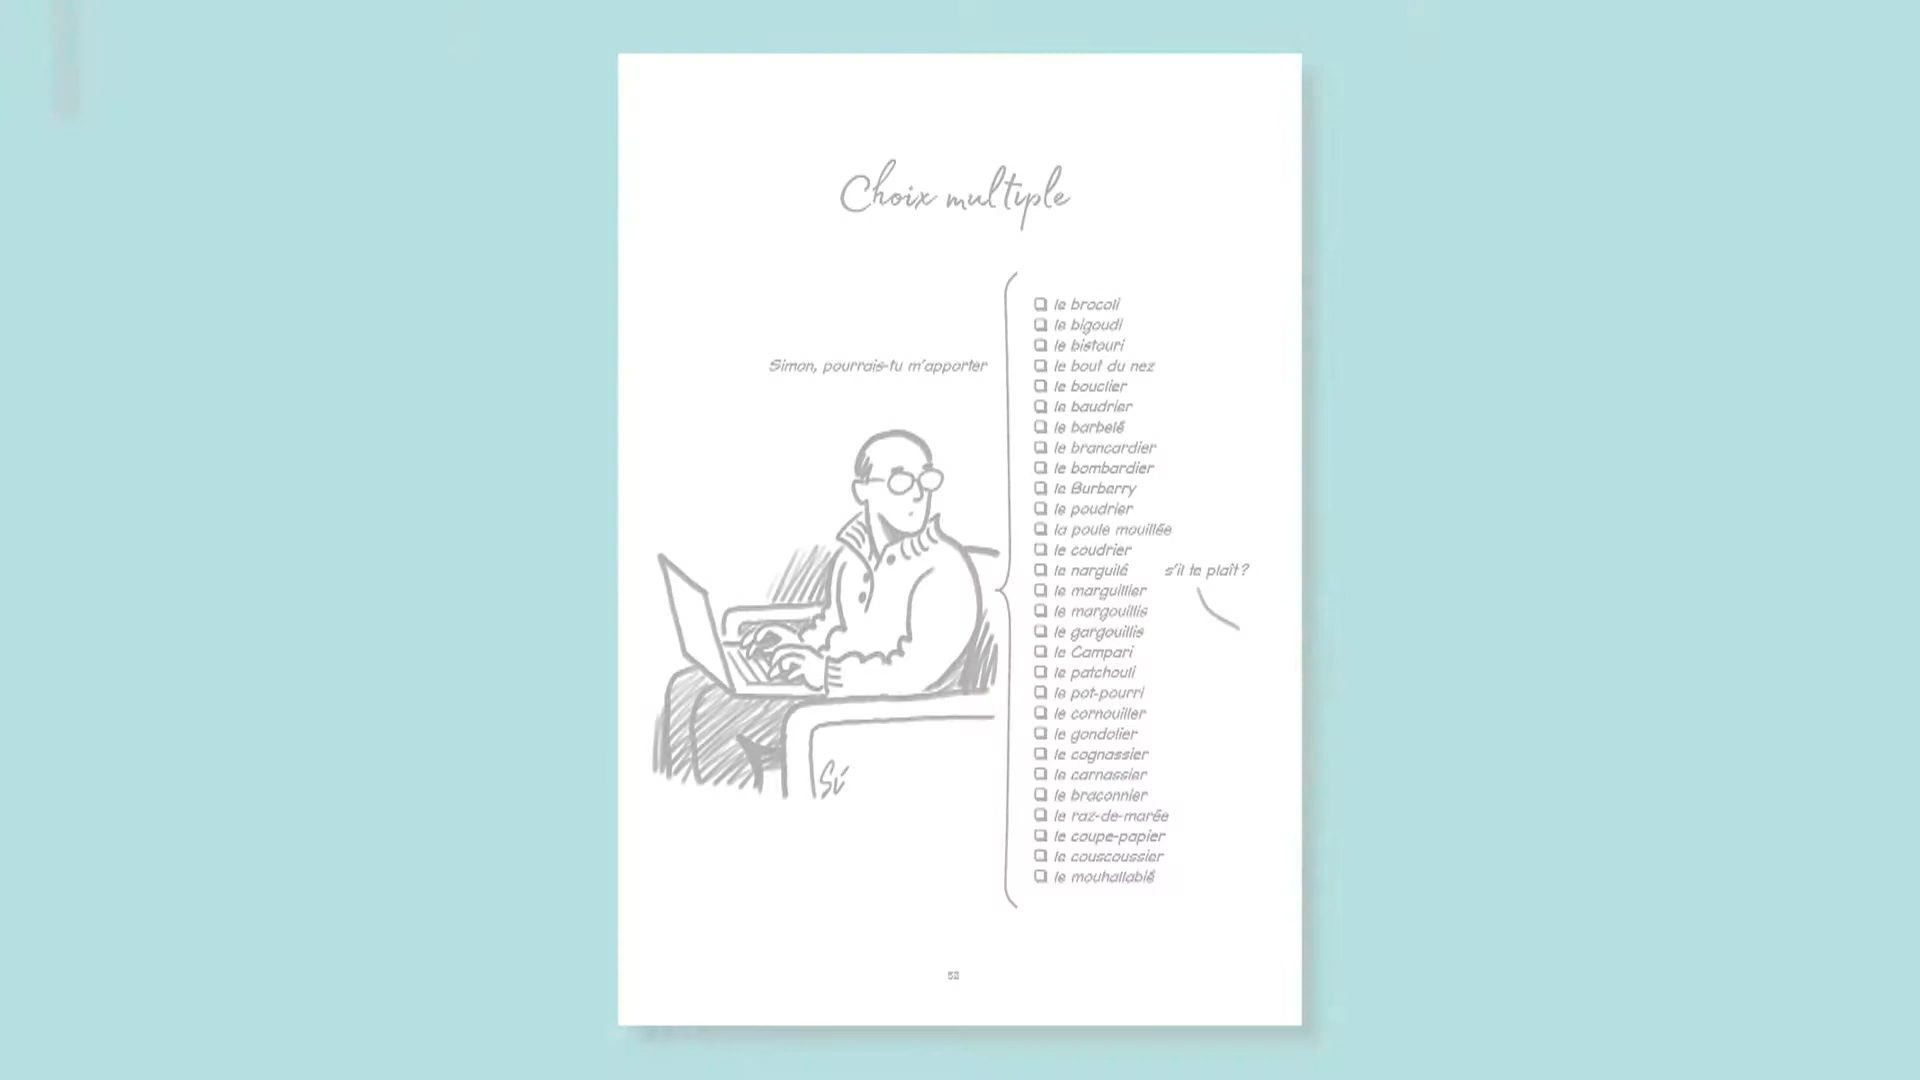 Choix multiple
Simon, pourrais-tu m'apporter
le brocoli
le bigoudi
le bistouri
le bout du nez
le bouclier
le baudrier
le barbelé
le brancardier
le bombardier
le Burberry
le poudrier
la poule mouillée
le coudrier
le narguilé
le marguillier
le margouillis
le gargouillis
le Campari
le patchouli
le pot-pourri
le cornouiller
le gondolier
le cognassier
le carnassier
le braconnier
le raz-de-marée
le coupe-papier
le couscoussier
le mouhallabié
s'il te plaît?
Sú